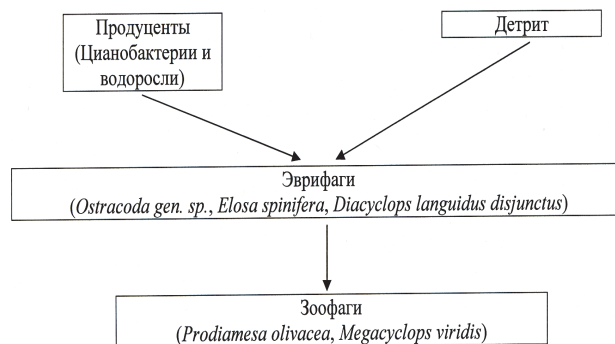 Продуценты
(Цианобактерии и
водоросли)
Детрит
Эврифаги
(Ostracoda gen. sp., Elosa spinifera, Diacyclops languidus disjunctus)
Зоофаги
(Prodiamesa olivacea, Megacyclops viridis)